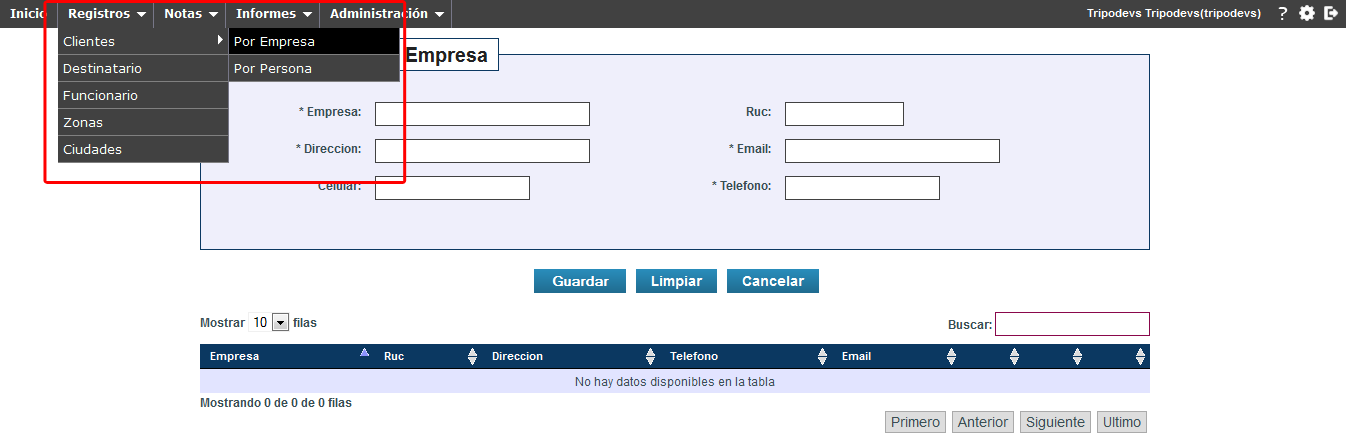 Inicio Registros Notas Informes Administración Tripodevs Tripodevs(tripodevs) ?
Clientes Por Empresa
Destinatario Por Persona
Funcionario
Zonas
Ciudades
Empresa
* Empresa: Ruc:
* Direccion: * Email:
Celular: * Telefono:
Guardar Limpiar Cancelar
Mostrar 10 filas Buscar:
Empresa Ruc Direccion Telefono Email
No hay datos disponibles en la tabla
Mostrando 0 de 0 de 0 filas
Primero Anterior Siguiente Ultimo